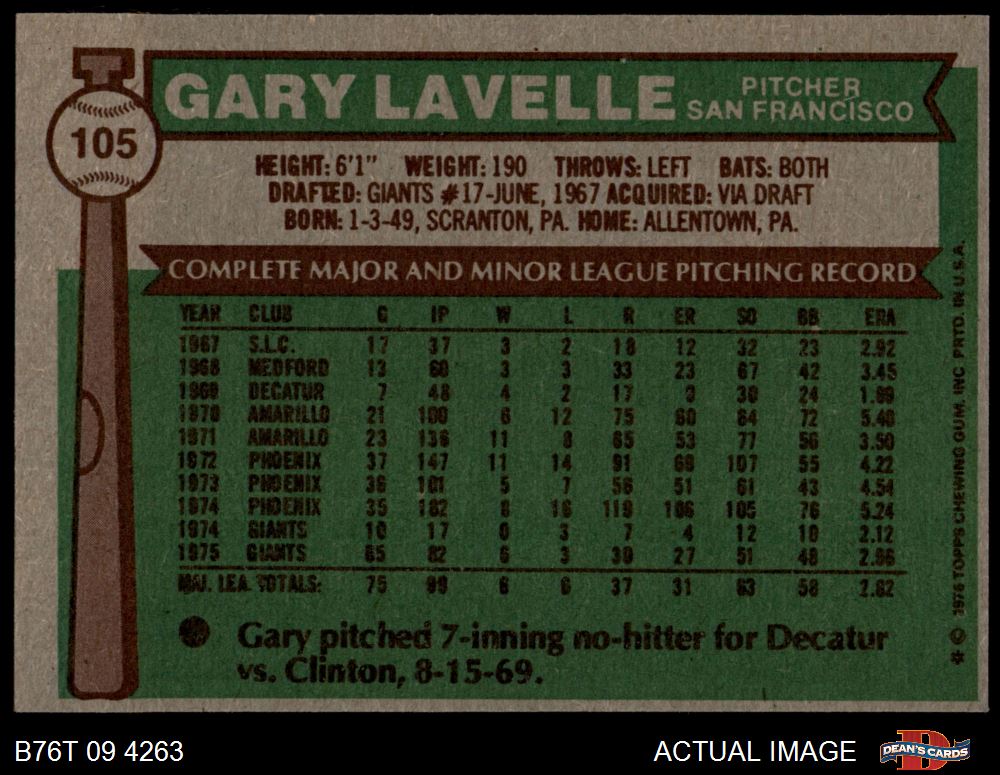 105
GARY LAVELLE PITCHER
SAN FRANCISCO
HEIGHT: 6'1" WEIGHT: 190 THROWS: LEFT BATS: BOTH
DRAFTED: GIANTS #17-JUNE, 1967 ACQUIRED: VIA DRAFT
BORN: 1-3-49, SCRANTON, PA. HOME: ALLENTOWN, PA.
COMPLETE MAJOR AND MINOR LEAGUE PITCHING RECORD
YEAR CLUB G IP W L R ER SO BB ERA
1967 S.L.C. 17 37 3 2 18 12 32 23 2.92
1968 MEDFORD 13 60 3 3 33 23 67 42 3.45
1969 DECATUR 7 48 4 2 17 24
1970 AMARILLO 21 100 6 12 75 60 64 72 5.40
1971 AMARILLO 23 136 11 8 65 53 77 56 3.50
1972 PHOENIX 37 147 11 14 91 69 107 55 4.22
1973 PHOENIX 36 101 5 7 56 51 61 43 4.54
1974 PHOENIX 35 182 8 16 119 106 105 76 5.24
1974 GIANTS 10 17 0 3 7 4 12 10 2.12
1975 GIANTS 65 82 6 3 30 27 51 48 2.96
MAJ. LEA. TOTALS: 75 99 6 6 37 31 63 58 2.82
Gary pitched 7-inning no-hitter for Decatur
vs. Clinton, 8-15-69.
* © 1976 TOPPS CHEWING GUM, INC PRTD. IN U.S.A.
B76T 09 4263 ACTUAL IMAGE DEAN'S CARDS